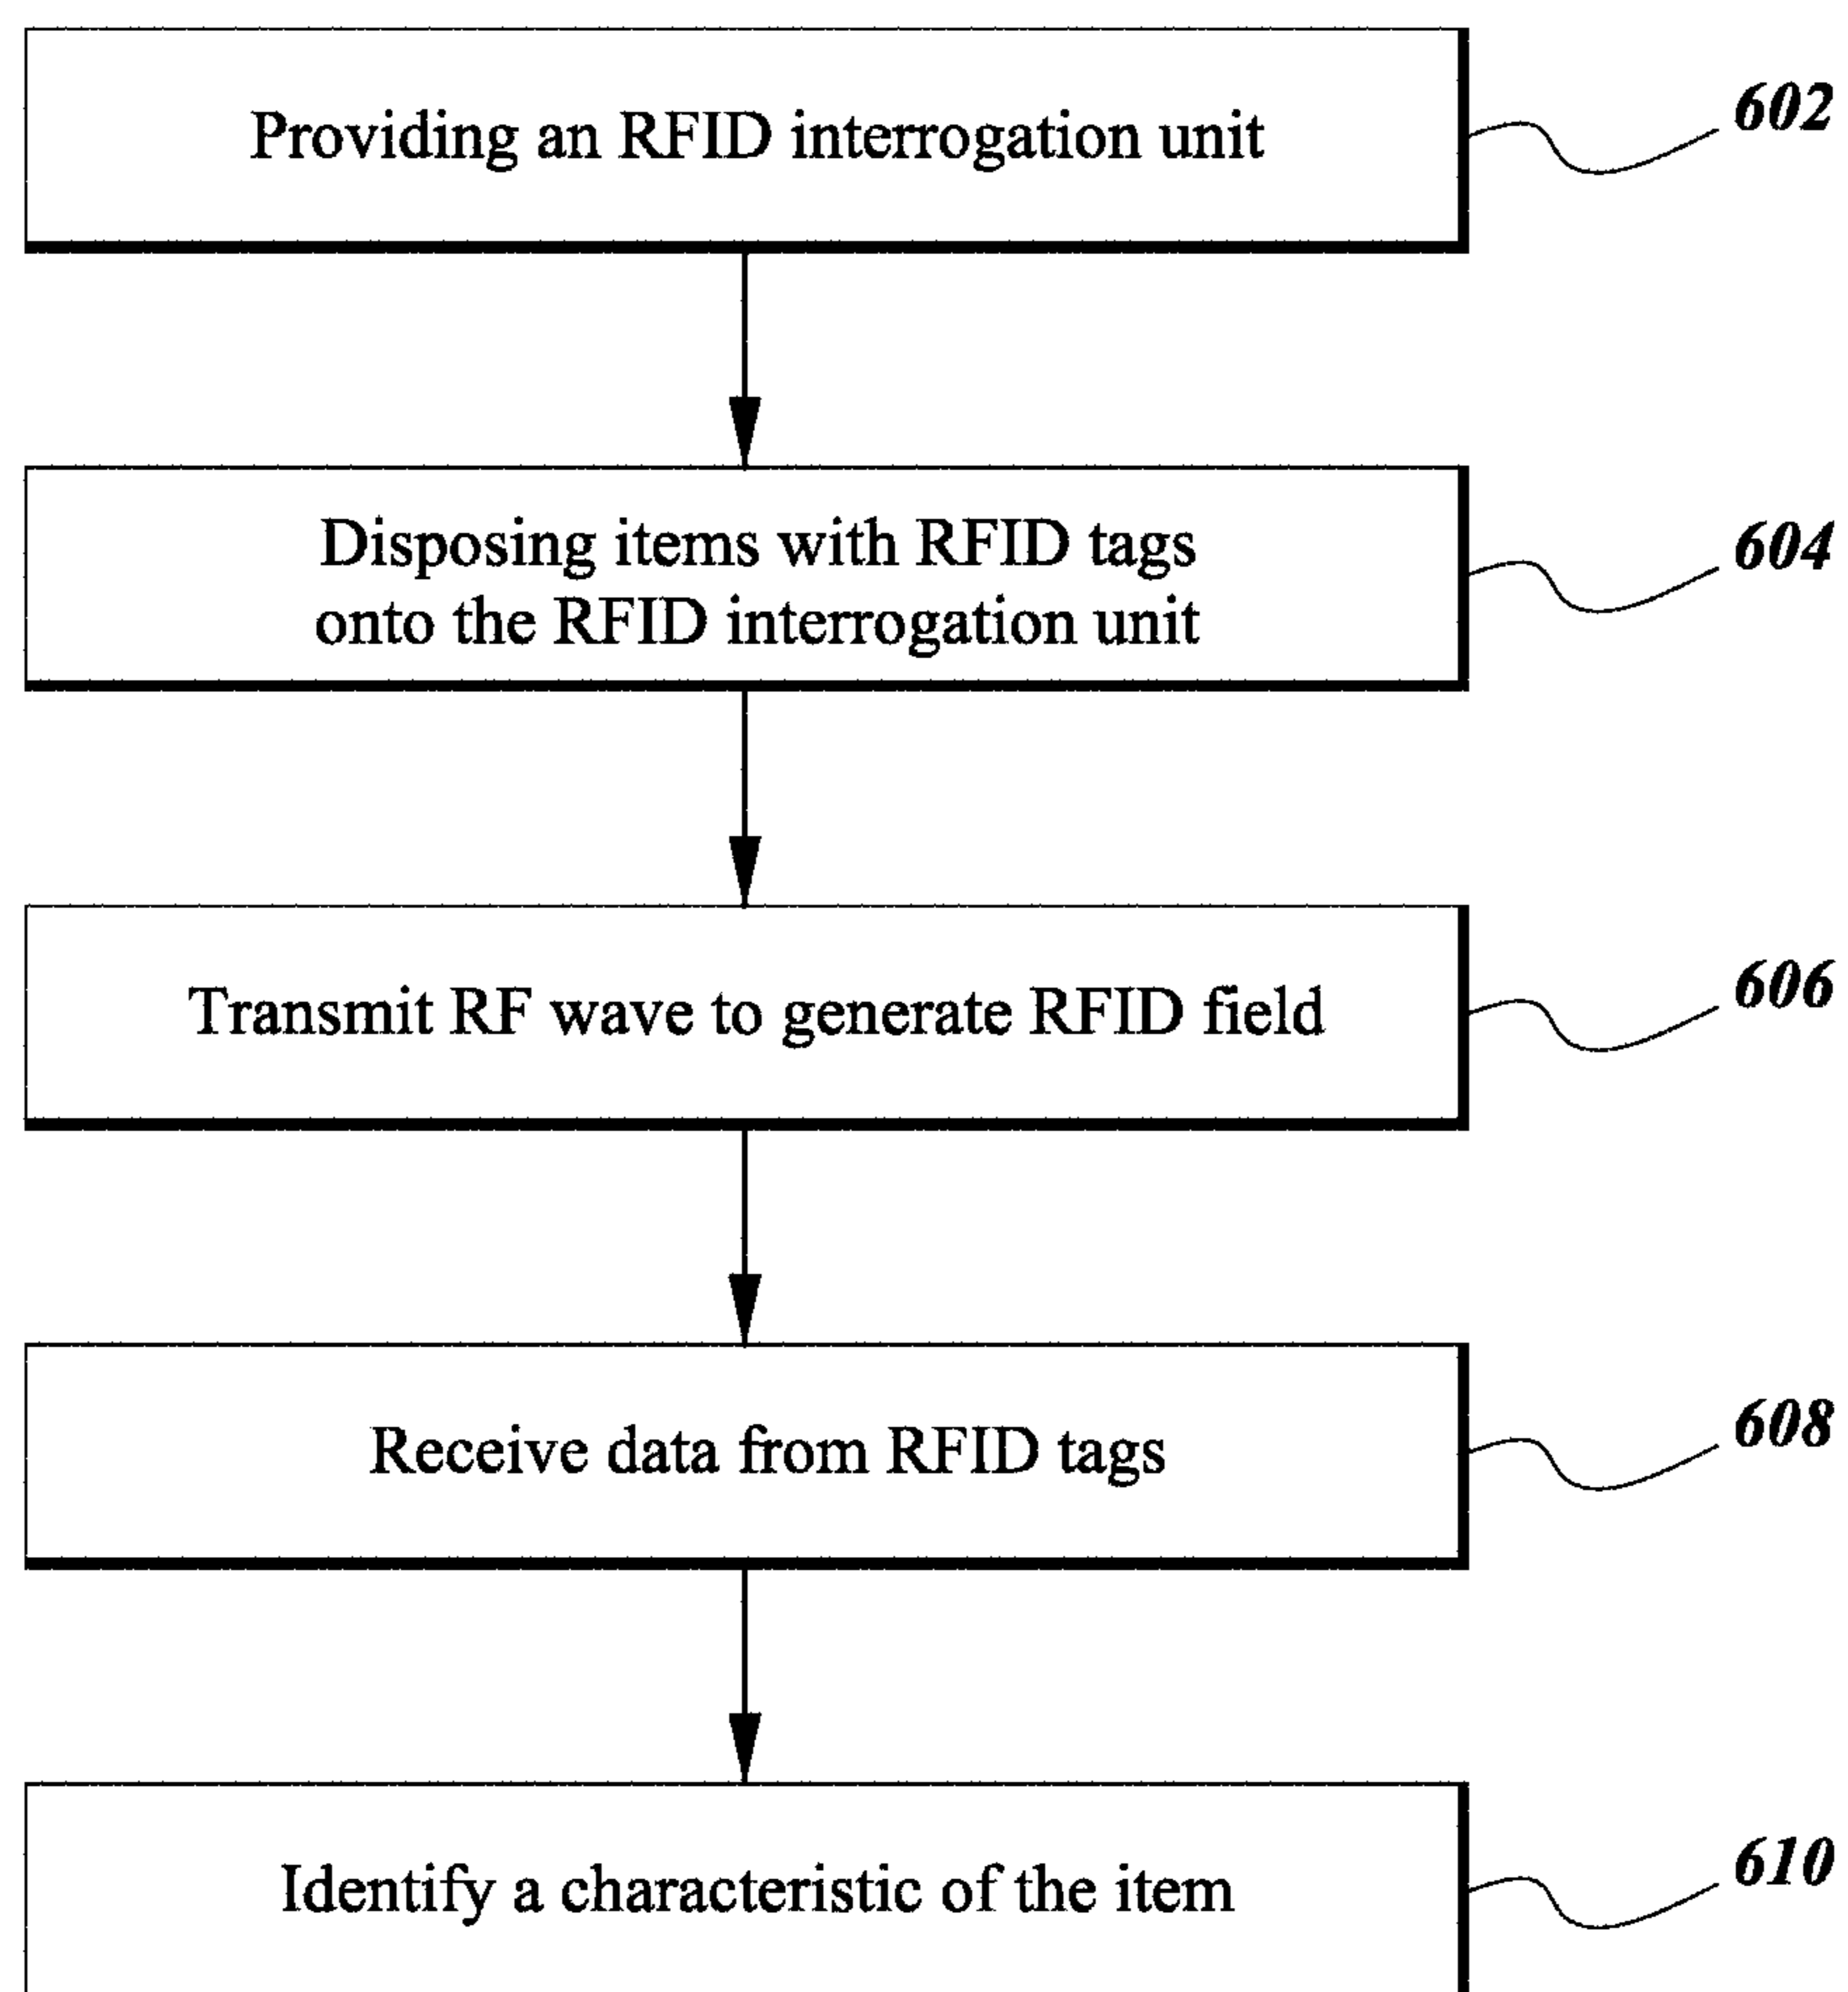 Providing an RFID interrogation unit
602
Disposing items with RFID tags
onto the RFID interrogation unit
604
Transmit RF wave to generate RFID field
606
Receive data from RFID tags
608
Identify a characteristic of the item
610